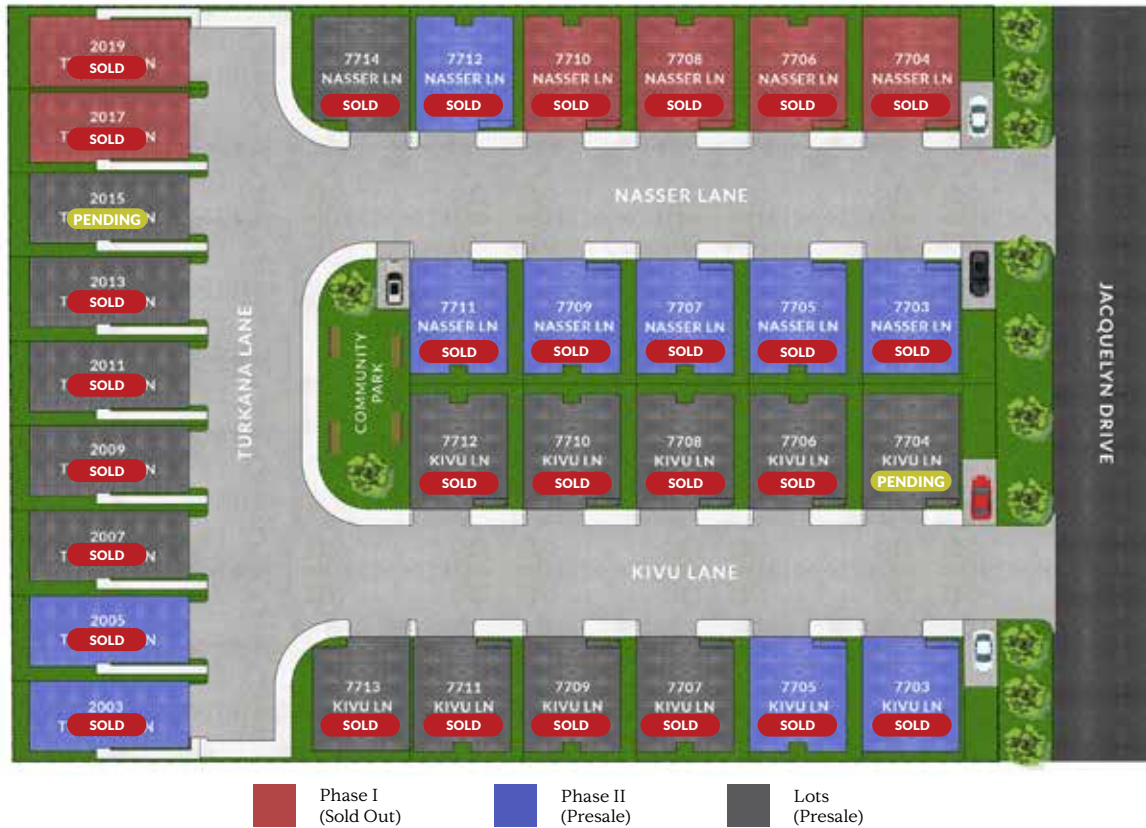 2019
SOLD
2017
SOLD
2015
PENDING
2013
SOLD
2011
SOLD
2009
SOLD
2007
SOLD
2005
SOLD
2003
SOLD
TURKANA LANE
7714
NASSER LN
SOLD
7712
NASSER LN
SOLD
7710
NASSER LN
SOLD
7708
NASSER LN
SOLD
7706
NASSER LN
SOLD
7704
NASSER LN
SOLD
NASSER LANE
COMMUNITY
PARK
7711
NASSER LN
SOLD
7709
NASSER LN
SOLD
7707
NASSER LN
SOLD
7705
NASSER LN
SOLD
7703
NASSER LN
SOLD
7712
KIVU LN
SOLD
7710
KIVU LN
SOLD
7708
KIVU LN
SOLD
7706
KIVU LN
SOLD
7704
KIVU LN
PENDING
KIVU LANE
7713
KIVU LN
SOLD
7711
KIVU LN
SOLD
7709
KIVU LN
SOLD
7707
KIVU LN
SOLD
7705
KIVU LN
SOLD
7703
KIVU LN
SOLD
JACQUELYN DRIVE
Phase I
(Sold Out)
Phase II
(Presale)
Lots
(Presale)